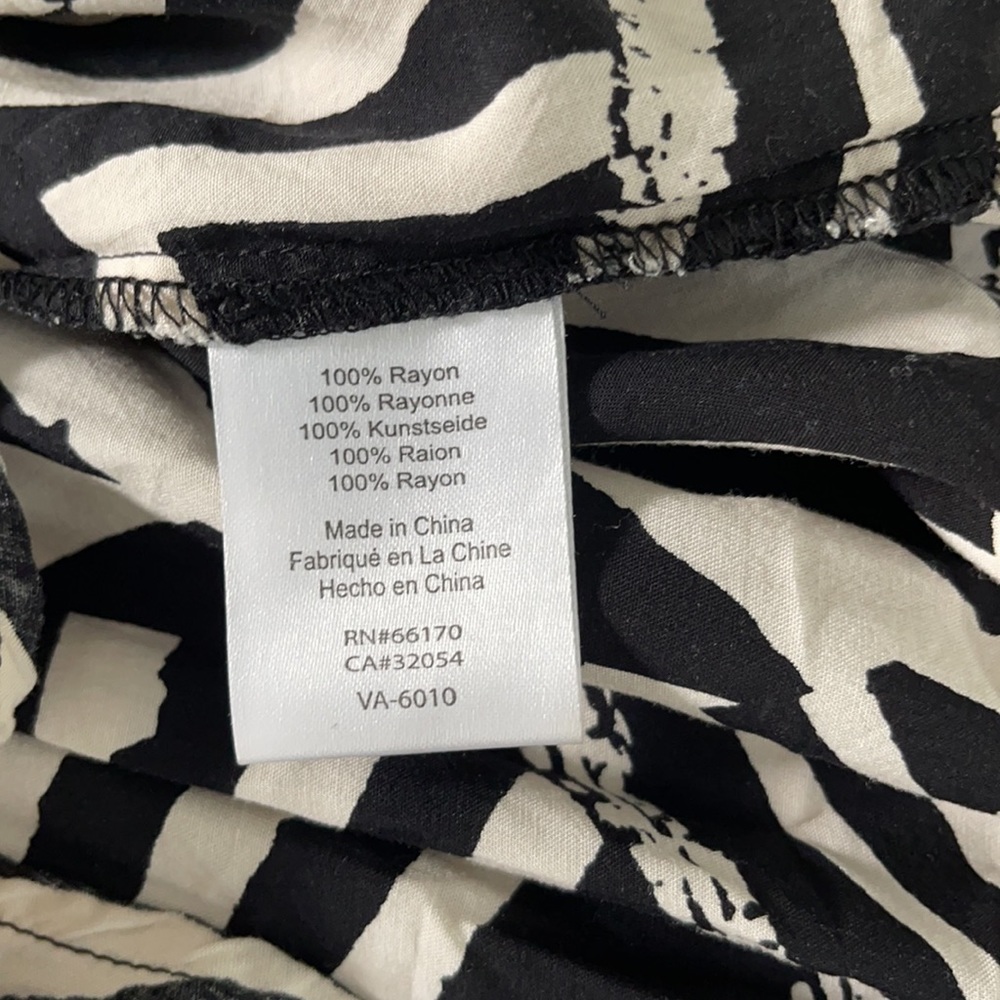 100% Rayon
100% Rayonne
100% Kunstseide
100% Raion
100% Rayon
Made in China
Fabriqué en La Chine
Hecho en China
RN#66170
CA#32054
VA-6010